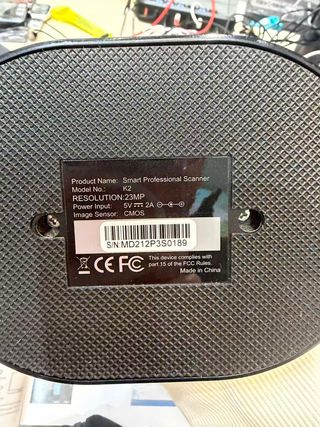 Product Name: Smart Professional Scanner
Model No.: K2
RESOLUTION:23MP
Power Input: 5V 2A
Image Sensor: CMOS
S/N:MD212P3S0189
CE FC This device complies with
part 15 of the FCC Rules.
Made in China